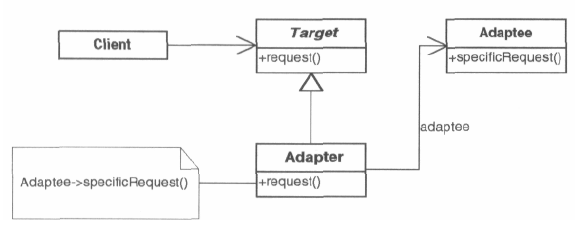 Client
Target
+request()
Adaptee
+specificRequest()
adaptee
Adapter
+request()
Adaptee->specificRequest()